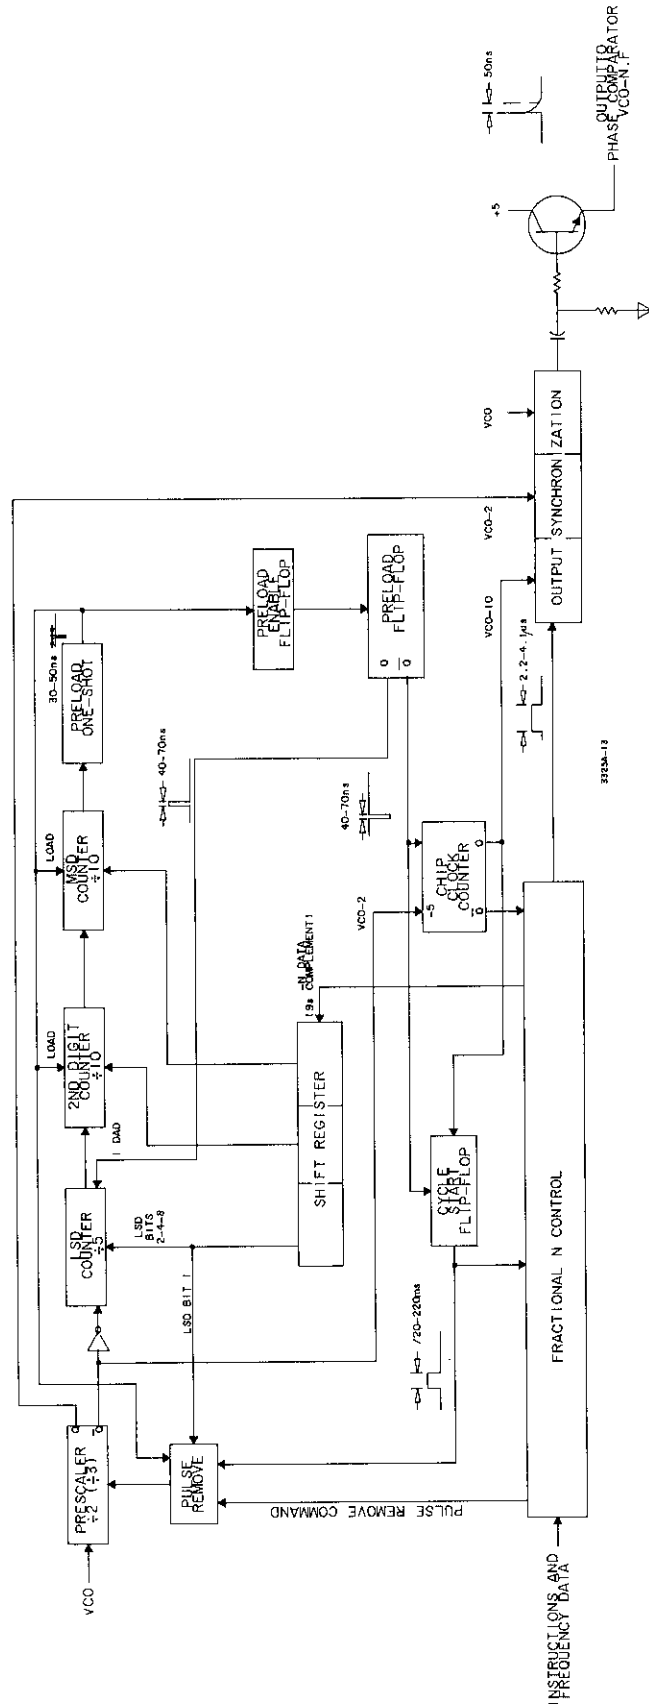 VCO
PRESCALER
÷2 (÷3)
Q
Q
PULSE
REMOVE
PULSE REMOVE COMMAND
LSD BIT 1
LSD
COUNTER
÷5
LSD
BITS
2-4-8
LOAD
2ND DIGIT
COUNTER
÷10
LOAD
MSD
COUNTER
÷10
PRELOAD
ONE-SHOT
30-50ns
40-70ns
PRELOAD
ENABLE
FLIP-FLOP
PRELOAD
FLIP-FLOP
Q
Q
40-70ns
SHIFT REGISTER
N DATA
(9s COMPLEMENT)
VCO-2
÷5
CHIP
CLOCK
COUNTER
Q
Q
CYCLE
START
FLIP-FLOP
/20-220ns
INSTRUCTIONS AND
FREQUENCY DATA
FRACTIONAL N CONTROL
2.2-4.1µs
VCO-10
VCO-2
VCO
OUTPUT SYNCHRONIZATION
+5
50ns
OUTPUT TO
PHASE COMPARATOR
VCO-N.F
3325A-13